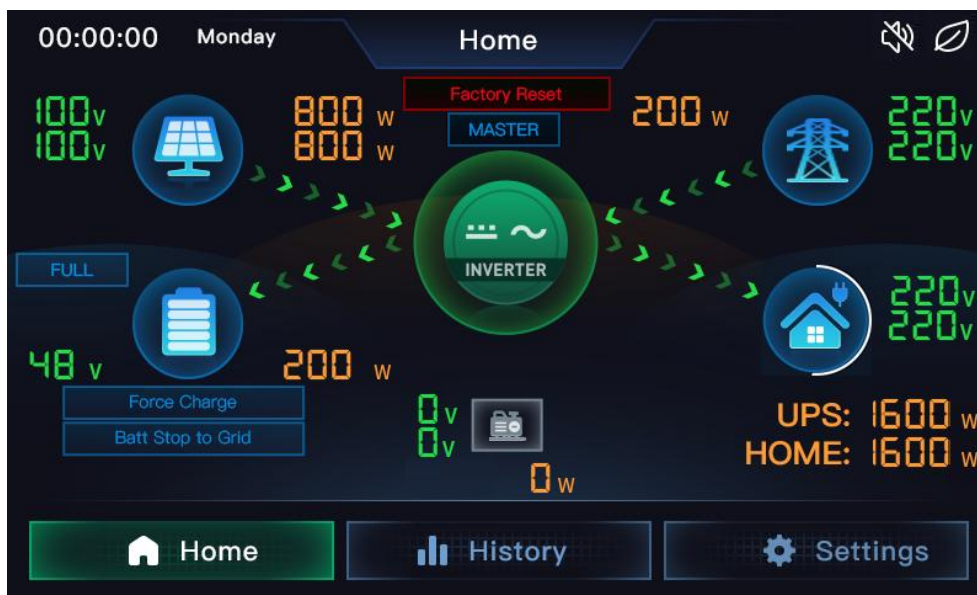 00:00:00 Monday Home
Factory Reset
MASTER
100V 800 W 200 W 220V
100V 800 W 220V
INVERTER
FULL
220V
220V
48 V 200 W
Force Charge
Batt Stop to Grid
0V
0V
0 W
UPS: 1600 W
HOME: 1600 W
Home History Settings